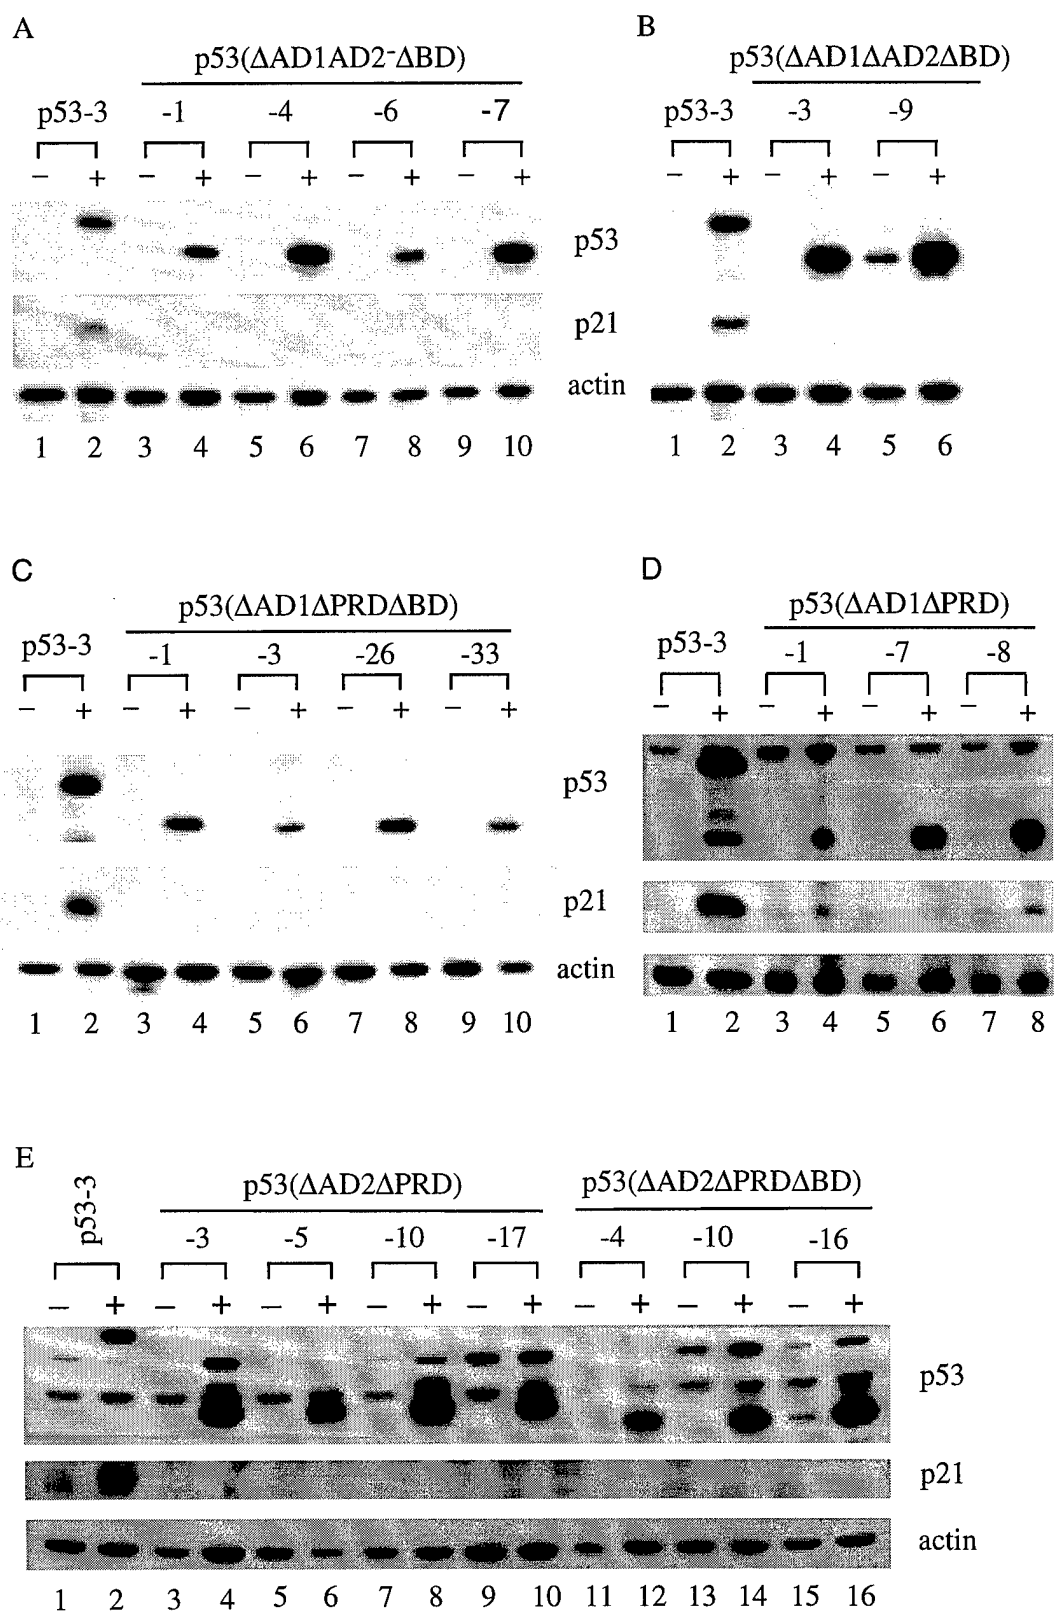 A
p53(ΔAD1AD2⁻ΔBD)
p53-3 -1 -4 -6 -7
− + − + − + − + − +
p53
p21
actin
1 2 3 4 5 6 7 8 9 10
B
p53(ΔAD1ΔAD2ΔBD)
p53-3 -3 -9
− + − + − +
1 2 3 4 5 6
C
p53(ΔAD1ΔPRDΔBD)
p53-3 -1 -3 -26 -33
− + − + − + − + − +
p53
p21
actin
1 2 3 4 5 6 7 8 9 10
D
p53(ΔAD1ΔPRD)
p53-3 -1 -7 -8
− + − + − + − +
1 2 3 4 5 6 7 8
E
p53-3
p53(ΔAD2ΔPRD) p53(ΔAD2ΔPRDΔBD)
-3 -5 -10 -17 -4 -10 -16
− + − + − + − + − + − + − + − +
p53
p21
actin
1 2 3 4 5 6 7 8 9 10 11 12 13 14 15 16